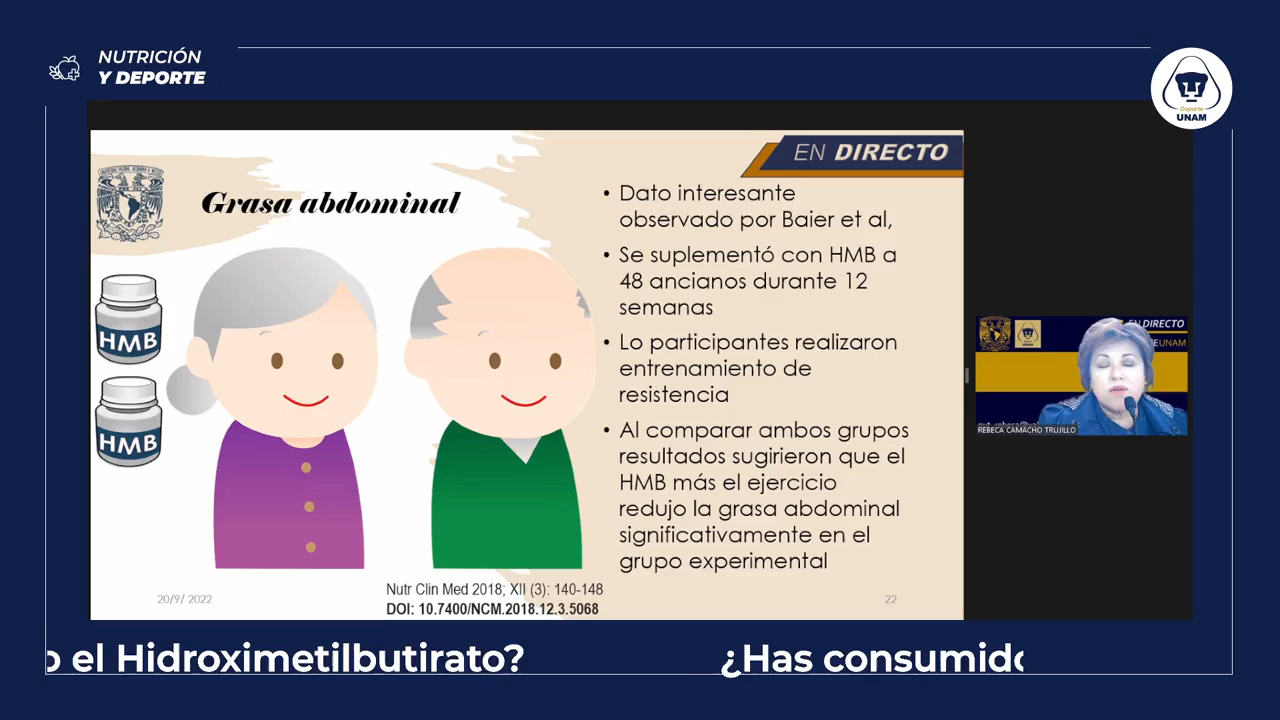 NUTRICIÓN
Y DEPORTE
Deporte
UNAM
EN DIRECTO
Grasa abdominal
HMB
HMB
• Dato interesante
observado por Baier et al,
• Se suplementó con HMB a
48 ancianos durante 12
semanas
• Lo participantes realizaron
entrenamiento de
resistencia
• Al comparar ambos grupos
resultados sugirieron que el
HMB más el ejercicio
redujo la grasa abdominal
significativamente en el
grupo experimental
Nutr Clin Med 2018; XII (3): 140-148
DOI: 10.7400/NCM.2018.12.3.5068
20/9/ 2022
22
EN DIRECTO
UNAM
REBECA CAMACHO TRUJILLO
o el Hidroximetilbutirato?
¿Has consumido